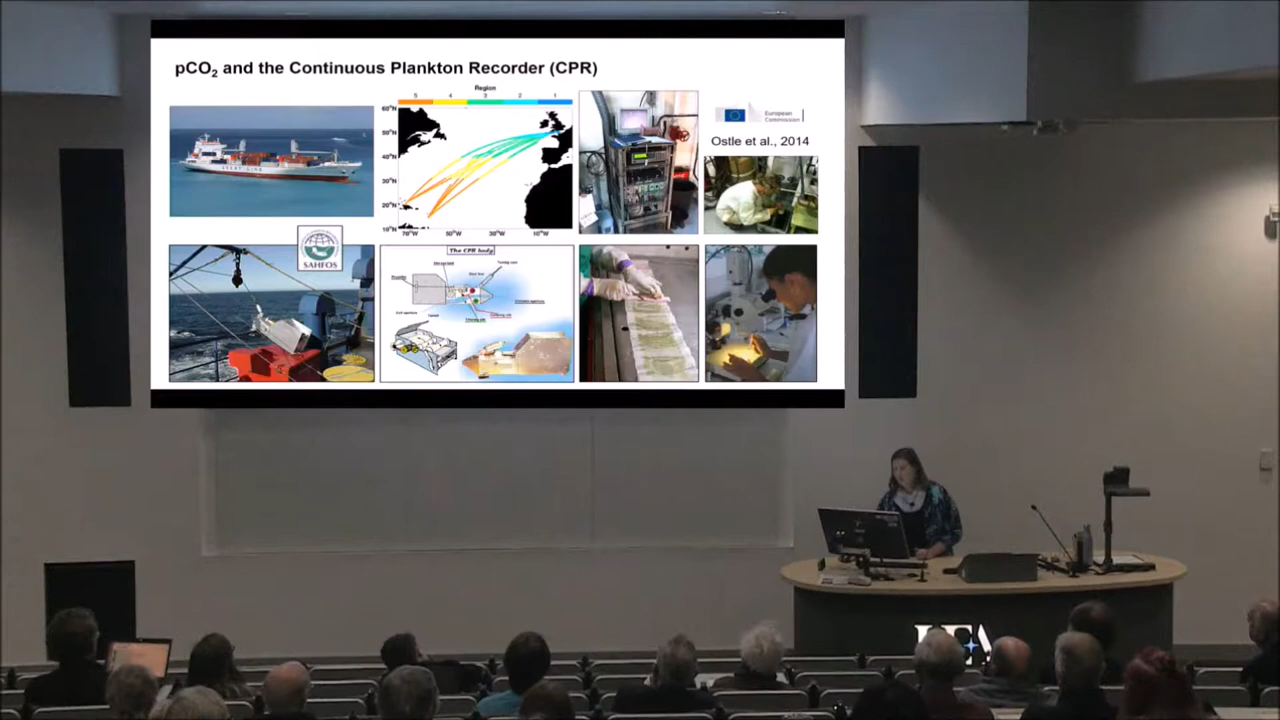 pCO₂ and the Continuous Plankton Recorder (CPR)
Region
5 4 3 2 1
60°N
50°N
40°N
30°N
20°N
10°N
70°W 50°W 30°W 10°W
European
Commission
Ostle et al., 2014
SAHFOS
The CPR body